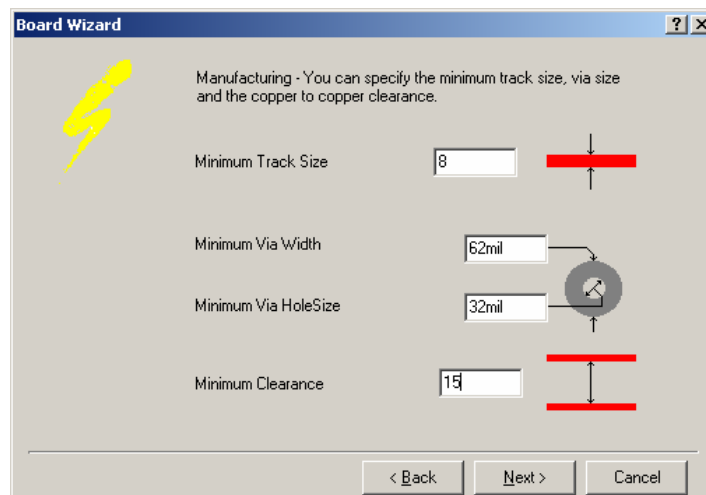 Board Wizard
? X
Manufacturing - You can specify the minimum track size, via size
and the copper to copper clearance.
Minimum Track Size 8
Minimum Via Width 62mil
Minimum Via HoleSize 32mil
Minimum Clearance 15
< Back Next > Cancel